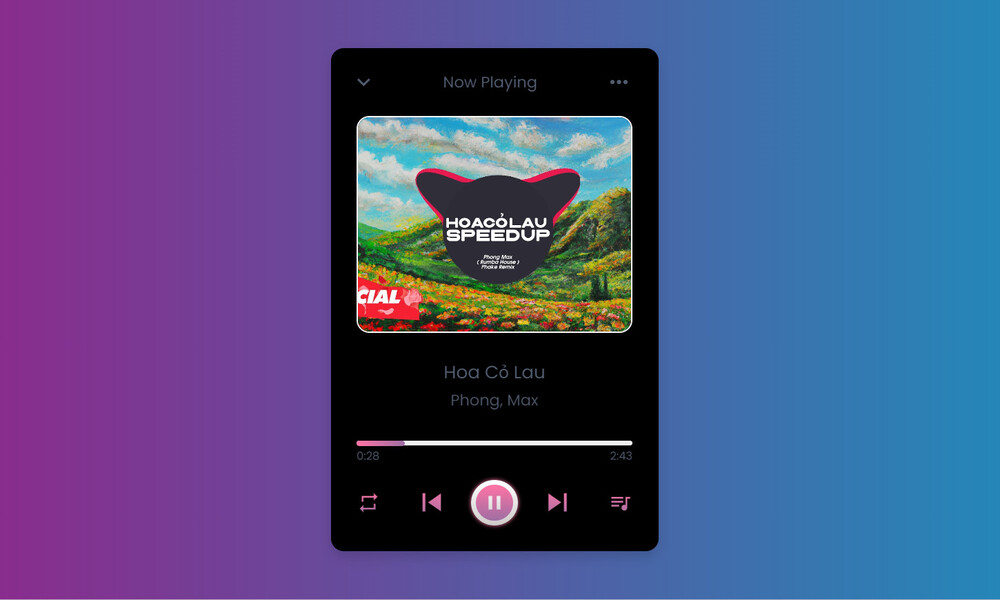 Now Playing
HOACỎLAU
SPEEDUP
Phong Max
( Rumba House )
Phake Remix
CIAL
Hoa Cỏ Lau
Phong, Max
0:28 2:43